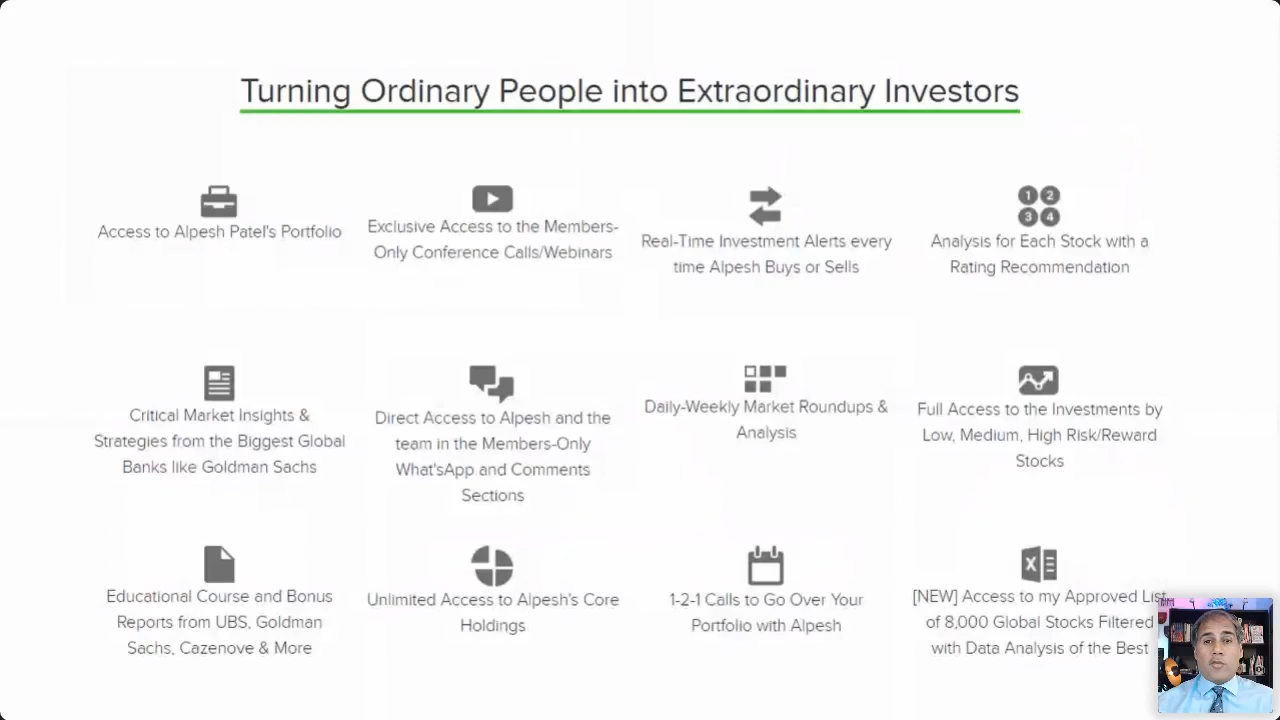 Turning Ordinary People into Extraordinary Investors
Access to Alpesh Patel's Portfolio
Exclusive Access to the Members-
Only Conference Calls/Webinars
Real-Time Investment Alerts every
time Alpesh Buys or Sells
1 2
3 4
Analysis for Each Stock with a
Rating Recommendation
Critical Market Insights &
Strategies from the Biggest Global
Banks like Goldman Sachs
Direct Access to Alpesh and the
team in the Members-Only
What'sApp and Comments
Sections
Daily-Weekly Market Roundups &
Analysis
Full Access to the Investments by
Low, Medium, High Risk/Reward
Stocks
Educational Course and Bonus
Reports from UBS, Goldman
Sachs, Cazenove & More
Unlimited Access to Alpesh's Core
Holdings
1-2-1 Calls to Go Over Your
Portfolio with Alpesh
X
[NEW] Access to my Approved List
of 8,000 Global Stocks Filtered
with Data Analysis of the Best